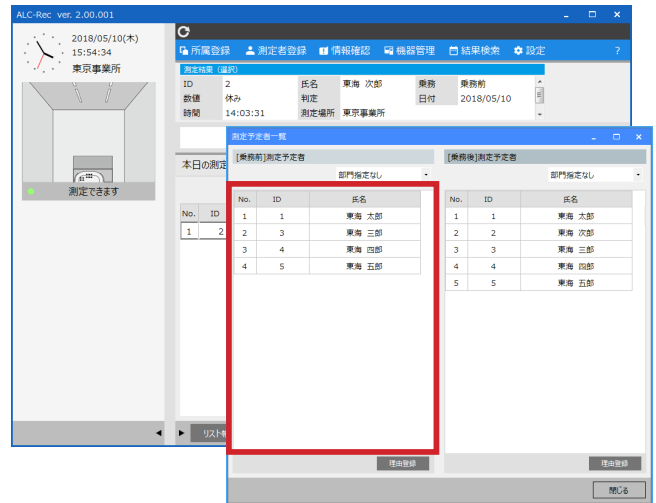 ALC-Rec ver. 2.00.001
2018/05/10(木)
15:54:34
東京事業所
測定できます
所属登録 測定者登録 情報確認 機器管理 結果検索 設定 ?
測定結果 (選択)
ID 2 氏名 東海 次郎 乗務 乗務前
数値 休み 判定 日付 2018/05/10
時間 14:03:31 測定場所 東京事業所
本日の測定
No. ID
1 2
リスト
測定予定者一覧
[乗務前]測定予定者
部門指定なし
No. ID 氏名
1 1 東海 太郎
2 3 東海 三郎
3 4 東海 四郎
4 5 東海 五郎
理由登録
[乗務後]測定予定者
部門指定なし
No. ID 氏名
1 1 東海 太郎
2 2 東海 次郎
3 3 東海 三郎
4 4 東海 四郎
5 5 東海 五郎
理由登録
閉じる